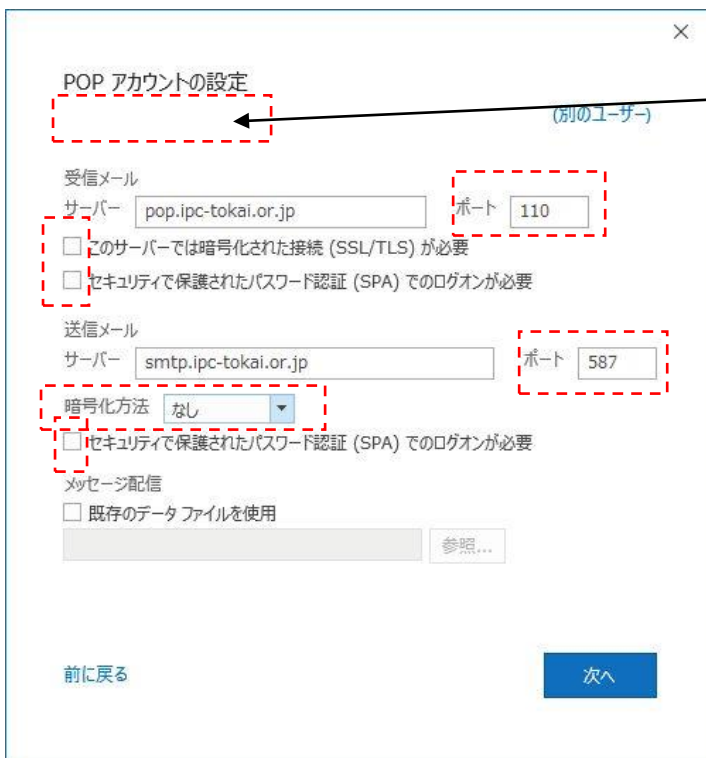 POP アカウントの設定
(別のユーザー)
受信メール
サーバー pop.ipc-tokai.or.jp ポート 110
このサーバーでは暗号化された接続 (SSL/TLS) が必要
セキュリティで保護されたパスワード認証 (SPA) でのログオンが必要
送信メール
サーバー smtp.ipc-tokai.or.jp ポート 587
暗号化方法 なし
セキュリティで保護されたパスワード認証 (SPA) でのログオンが必要
メッセージ配信
既存のデータ ファイルを使用
参照...
前に戻る 次へ